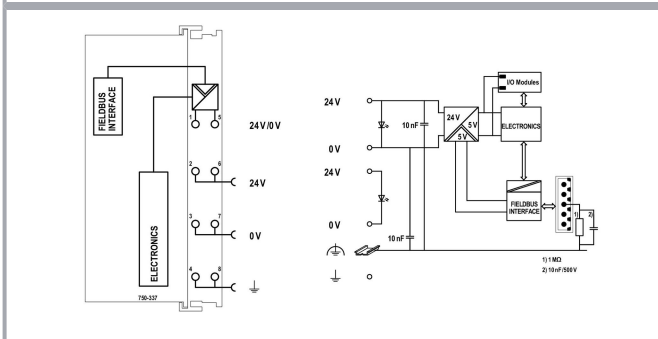 FIELDBUS
INTERFACE
ELECTRONICS
750-337
1 5
24 V/0 V
2 6
24 V
3 7
0 V
4 8
24 V
0 V
24 V
0 V
10 nF
10 nF
24 V
5 V
5 V
I/O Modules
ELECTRONICS
FIELDBUS
INTERFACE
1)
2)
1) 1 MΩ
2) 10 nF/500 V